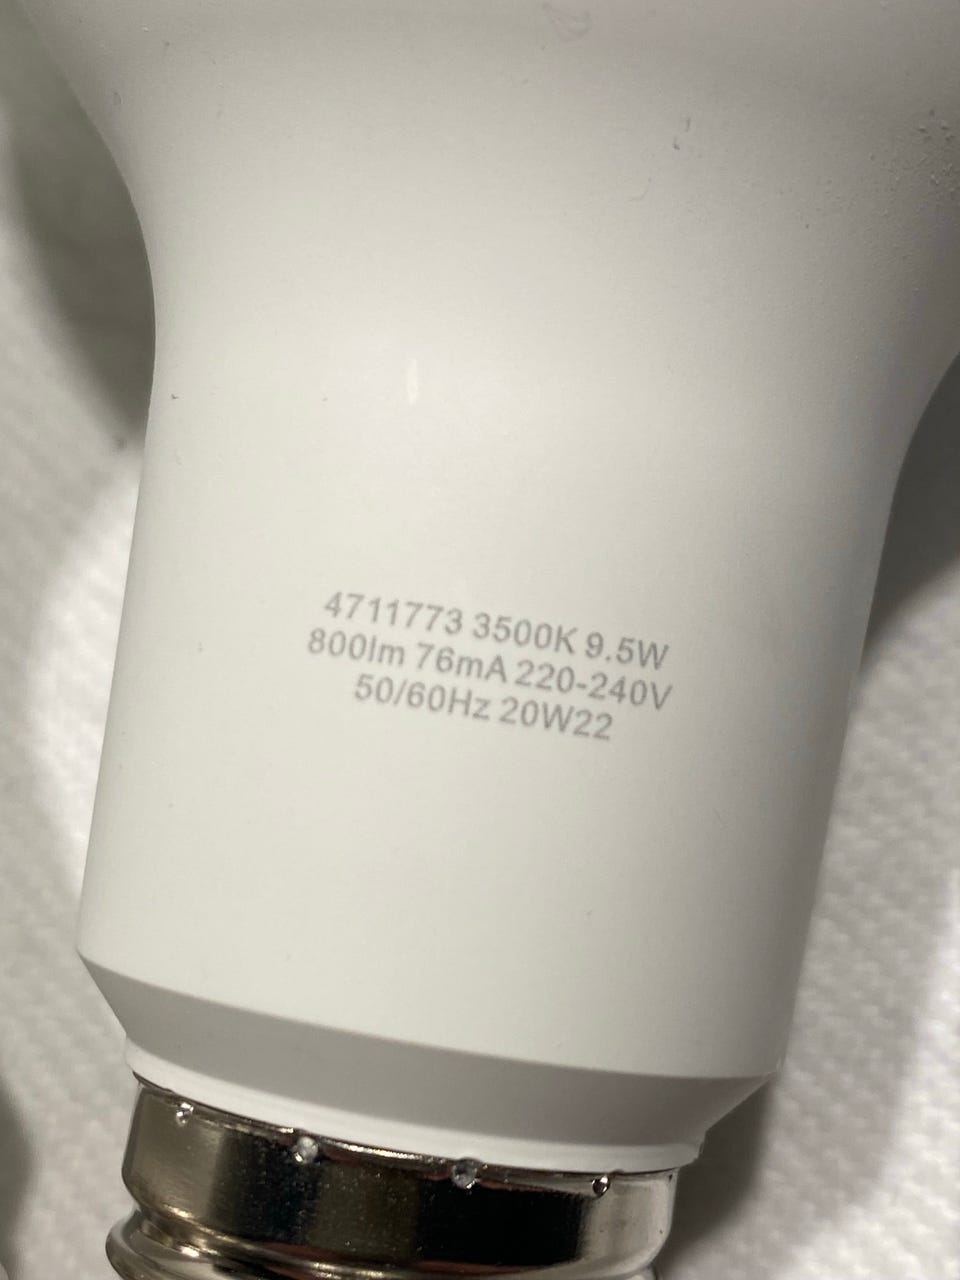 4711773 3500K 9.5W
800lm 76mA 220-240V
50/60Hz 20W22